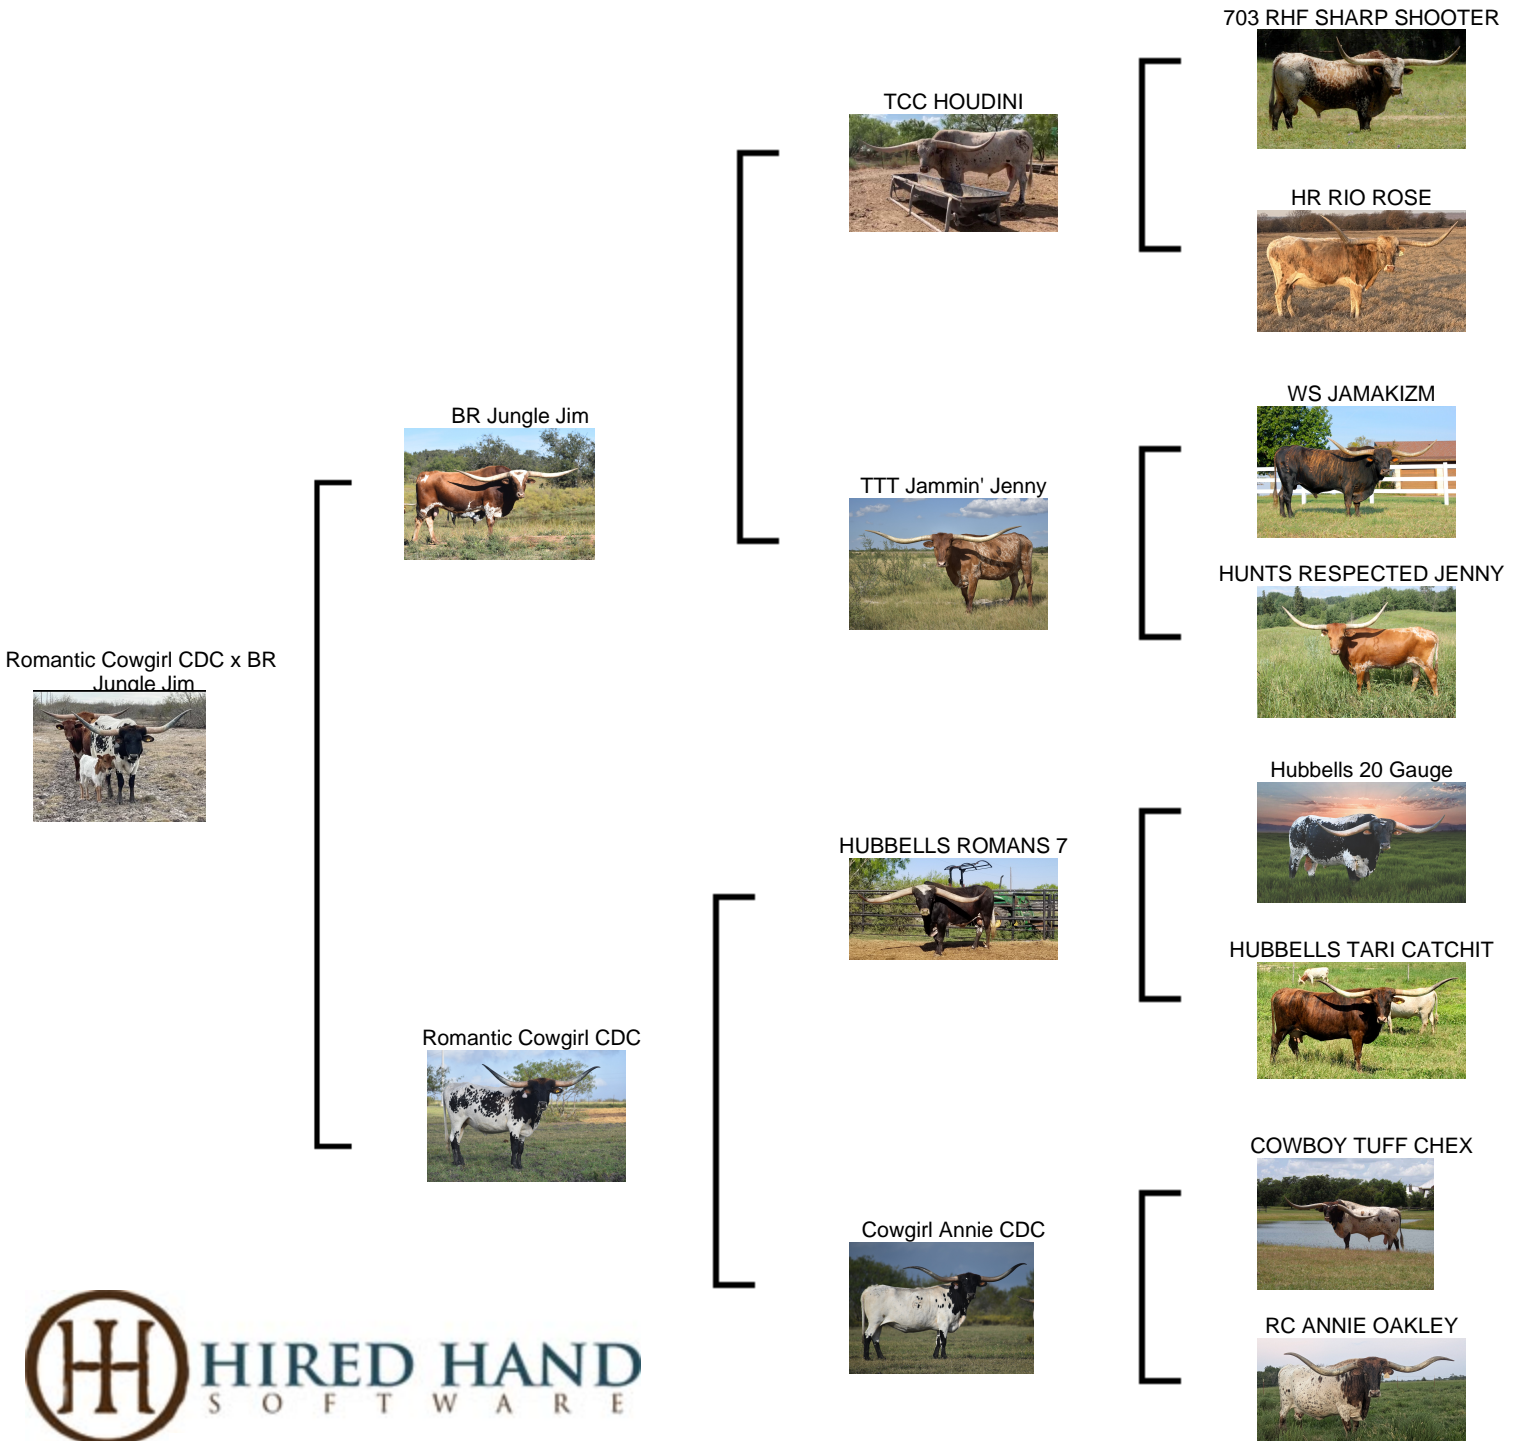 703 RHF SHARP SHOOTER
TCC HOUDINI
HR RIO ROSE
WS JAMAKIZM
BR Jungle Jim
TTT Jammin' Jenny
HUNTS RESPECTED JENNY
Romantic Cowgirl CDC x BR
Jungle Jim
Hubbells 20 Gauge
HUBBELLS ROMANS 7
HUBBELLS TARI CATCHIT
Romantic Cowgirl CDC
COWBOY TUFF CHEX
Cowgirl Annie CDC
RC ANNIE OAKLEY
HIRED HAND
SOFTWARE